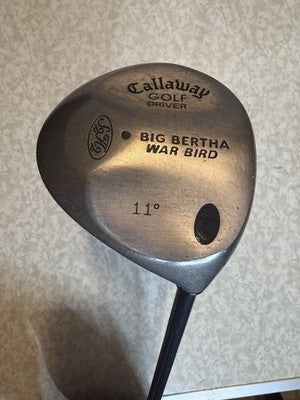 Callaway
GOLF
DRIVER
BIG BERTHA
WAR BIRD
11°